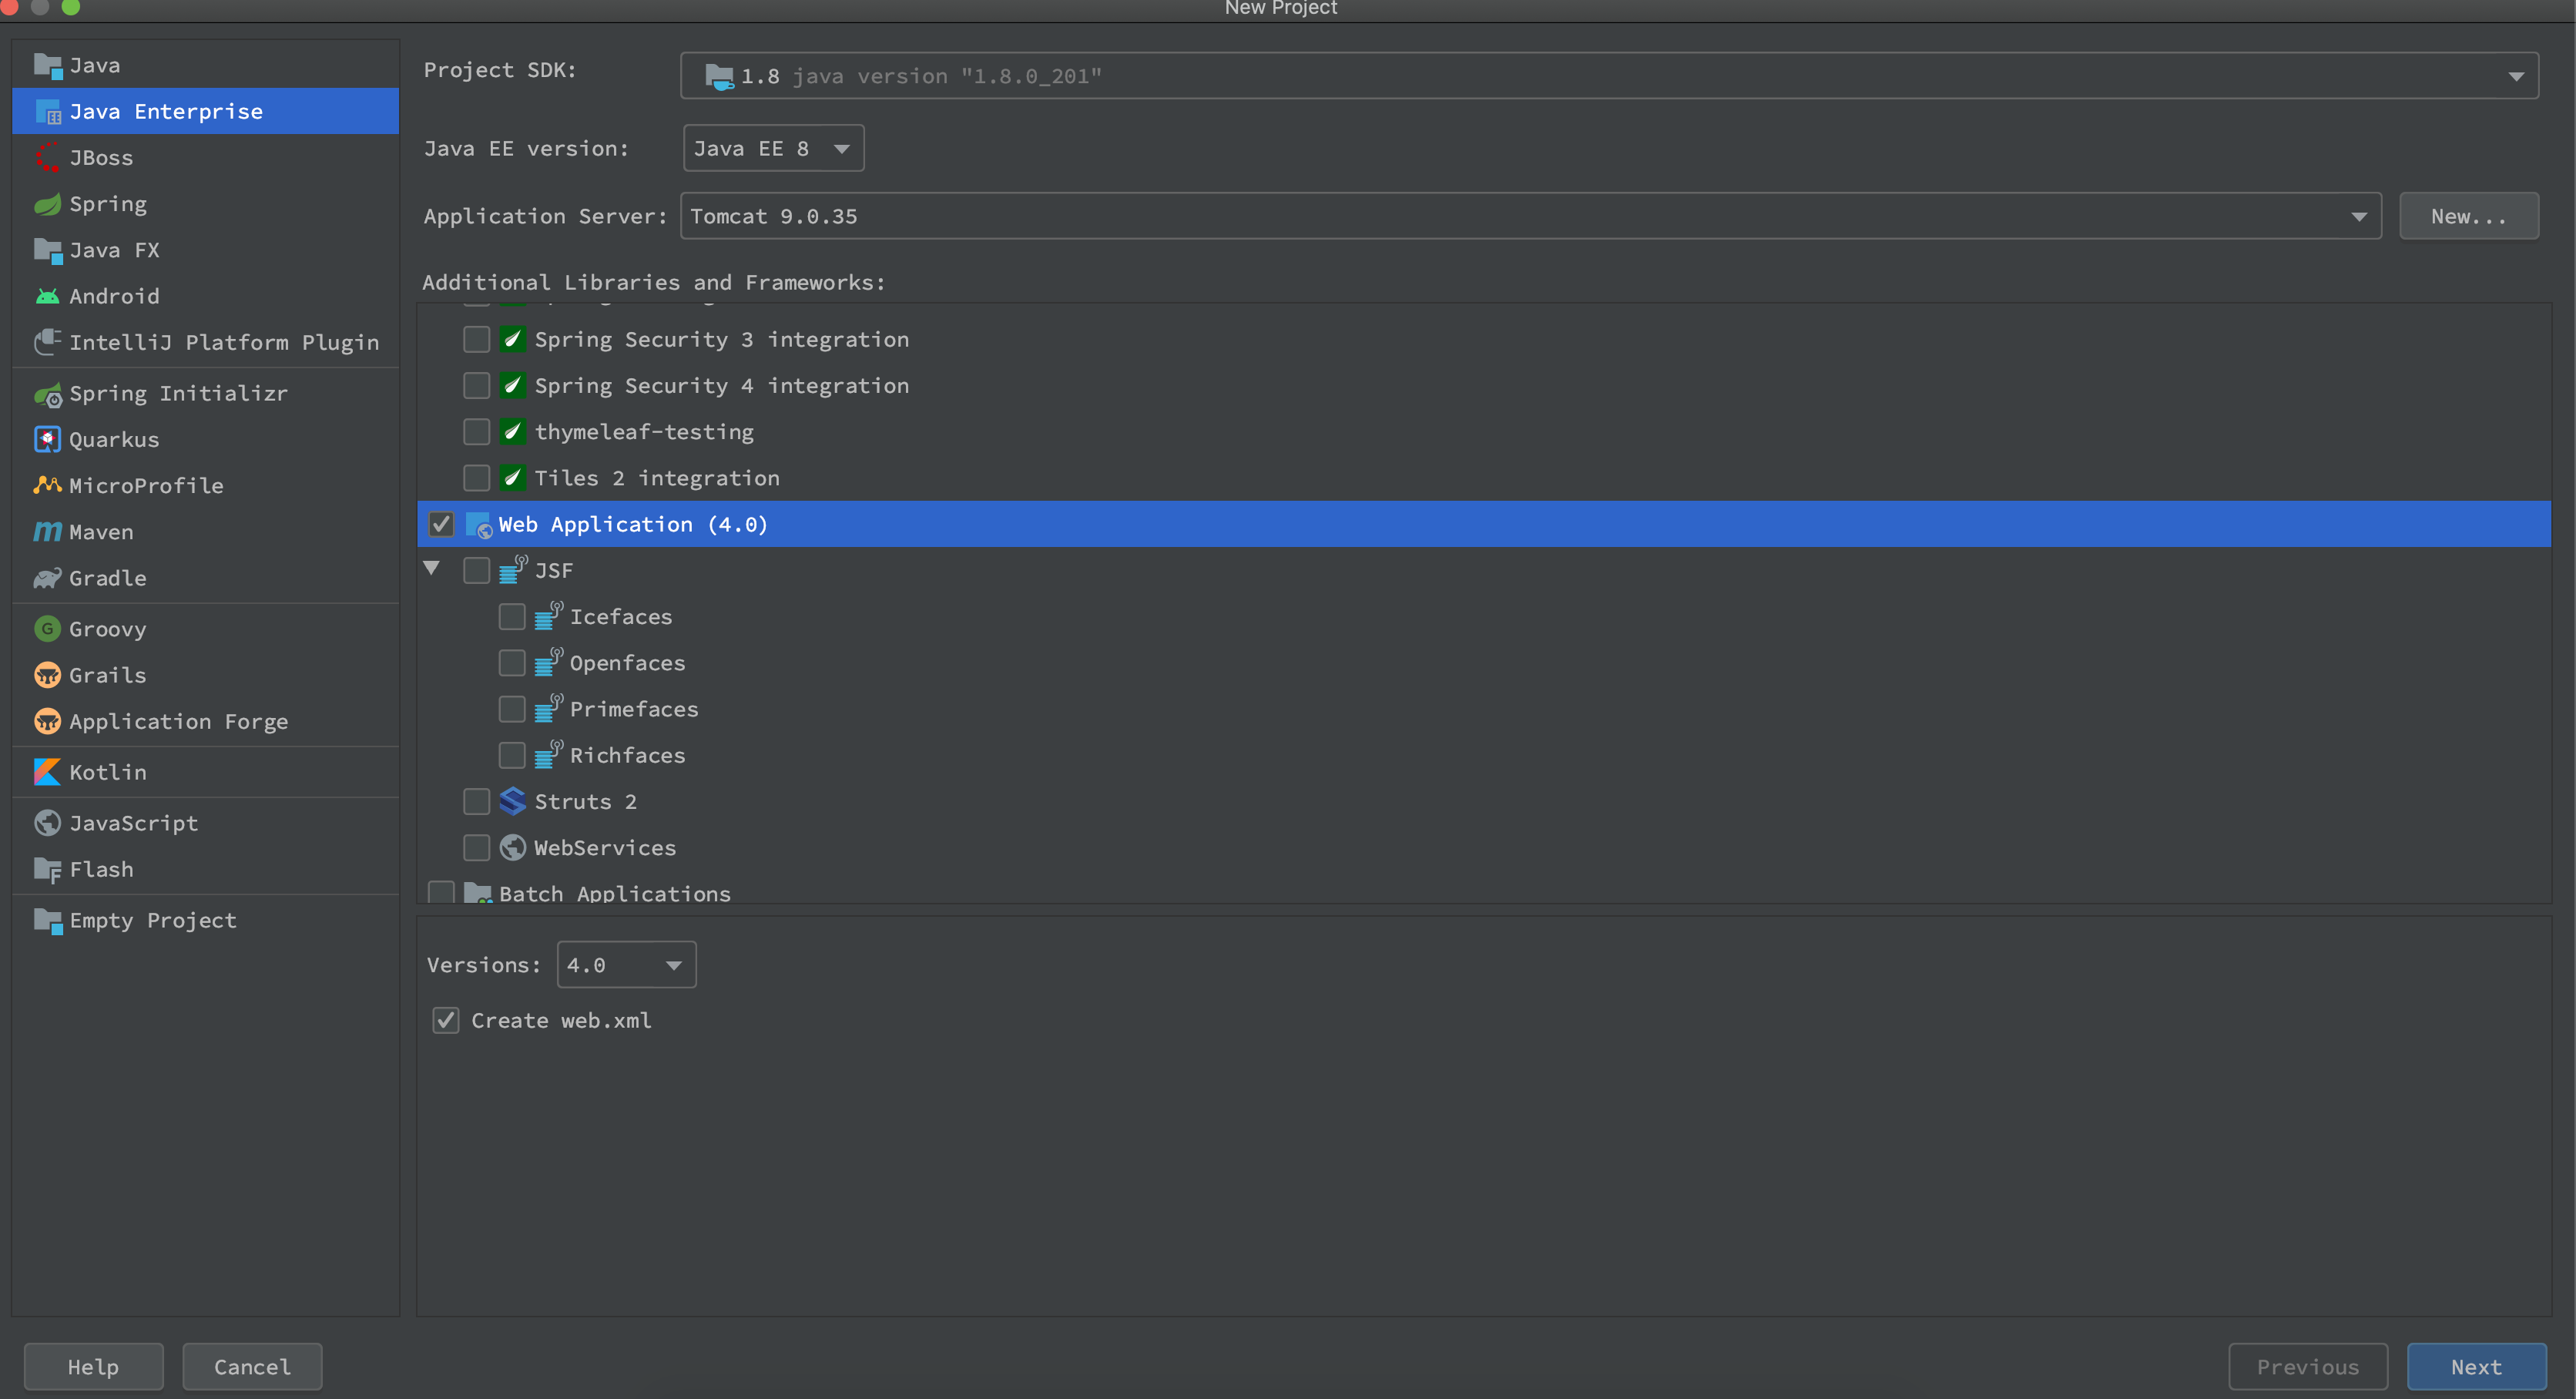 New Project
Java
Java Enterprise
JBoss
Spring
Java FX
Android
IntelliJ Platform Plugin
Spring Initializr
Quarkus
MicroProfile
Maven
Gradle
Groovy
Grails
Application Forge
Kotlin
JavaScript
Flash
Empty Project
Project SDK:
1.8 java version "1.8.0_201"
Java EE version:
Java EE 8
Application Server:
Tomcat 9.0.35
New...
Additional Libraries and Frameworks:
Spring Security 3 integration
Spring Security 4 integration
thymeleaf-testing
Tiles 2 integration
Web Application (4.0)
JSF
Icefaces
Openfaces
Primefaces
Richfaces
Struts 2
WebServices
Batch Applications
Versions:
4.0
Create web.xml
Help
Cancel
Previous
Next